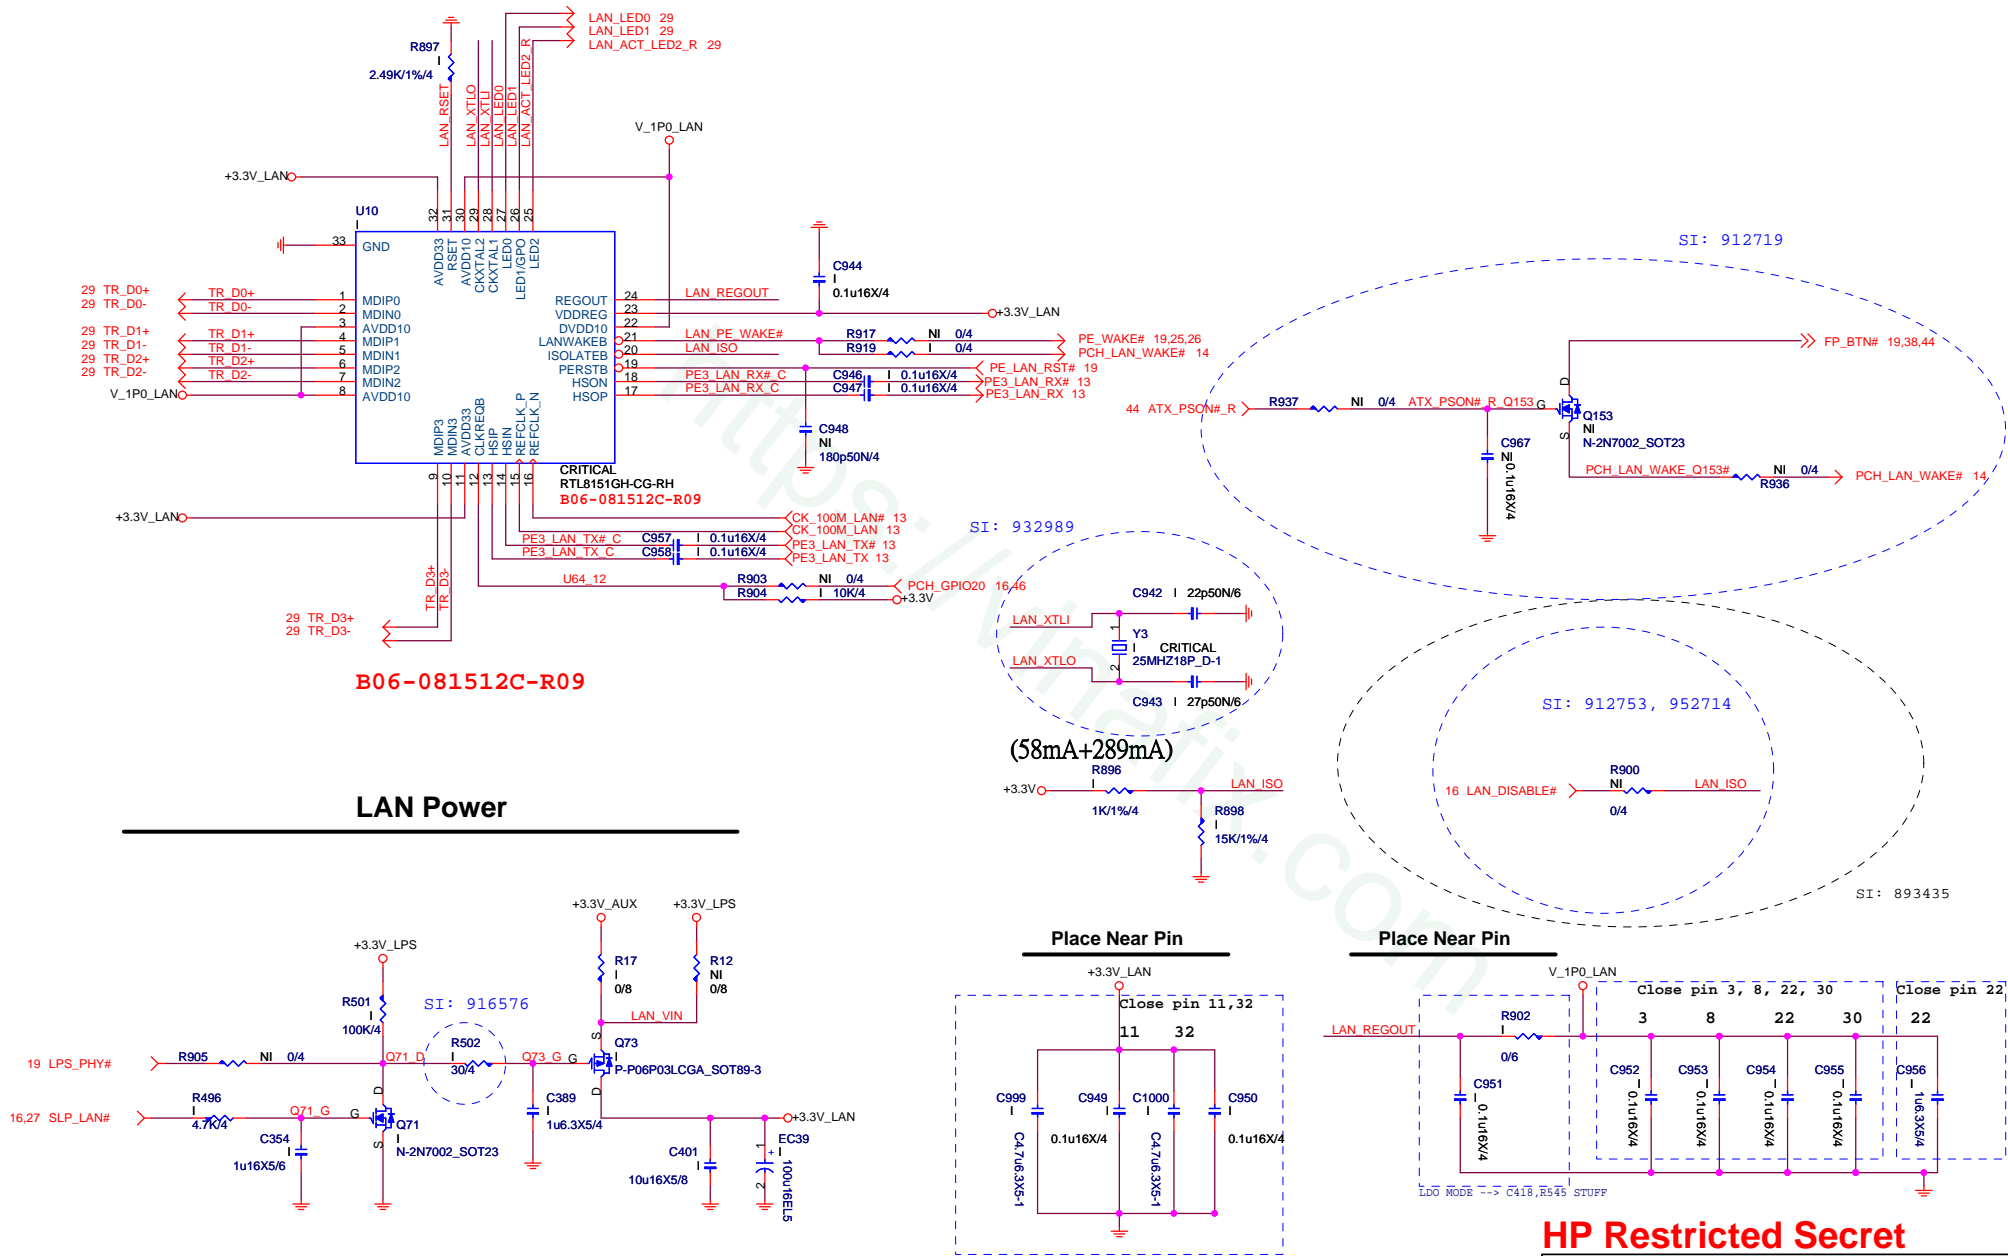 LAN_LED0 29
LAN_LED1 29
LAN_ACT_LED2_R 29
R897
I
2.49K/1%/4
LAN_RSET
LAN_XTLO
LAN_XTLI
LAN_LED0
LAN_LED1
LAN_ACT_LED2_R
V_1P0_LAN
+3.3V_LAN
U10
I
32
31
30
29
28
27
26
25
33 GND
AVDD33
RSET
AVDD10
CKXTAL2
CKXTAL1
LED0
LED1/GPO
LED2
29 TR_D0+ TR_D0+ 1 MDIP0
29 TR_D0- TR_D0- 2 MDIN0
3 AVDD10
29 TR_D1+ TR_D1+ 4 MDIP1
29 TR_D1- TR_D1- 5 MDIN1
29 TR_D2+ TR_D2+ 6 MDIP2
29 TR_D2- TR_D2- 7 MDIN2
V_1P0_LAN 8 AVDD10
REGOUT 24 LAN_REGOUT
VDDREG 23 +3.3V_LAN
DVDD10 22
LANWAKEB 21 LAN_PE_WAKE# R917 NI 0/4 PE_WAKE# 19,25,26
ISOLATEB 20 LAN_ISO R919 I 0/4 PCH_LAN_WAKE# 14
PERSTB 19 PE_LAN_RST# 19
HSON 18 PE3_LAN_RX#_C C946 I 0.1u16X/4 PE3_LAN_RX# 13
HSOP 17 PE3_LAN_RX_C C947 I 0.1u16X/4 PE3_LAN_RX 13
C944
I
0.1u16X/4
C948
NI
180p50N/4
MDIP3
MDIN3
AVDD33
CLKREQB
HSIP
HSIN
REFCLK_P
REFCLK_N
9
10
11
12
13
14
15
16
CRITICAL
RTL8151GH-CG-RH
B06-081512C-R09
+3.3V_LAN
CK_100M_LAN# 13
CK_100M_LAN 13
PE3_LAN_TX#_C C957 I 0.1u16X/4 PE3_LAN_TX# 13
PE3_LAN_TX_C C958 I 0.1u16X/4 PE3_LAN_TX 13
U64_12 R903 NI 0/4 PCH_GPIO20 16,46
R904 I 10K/4 +3.3V
TR_D3+
TR_D3-
29 TR_D3+
29 TR_D3-
B06-081512C-R09
SI: 912719
FP_BTN# 19,38,44
44 ATX_PSON#_R R937 NI 0/4 ATX_PSON#_R_Q153 G
D
S
Q153
NI
N-2N7002_SOT23
C967
NI
0.1u16X/4
PCH_LAN_WAKE_Q153# NI 0/4 PCH_LAN_WAKE# 14
R936
SI: 932989
C942 I 22p50N/6
LAN_XTLI
1
Y3
I CRITICAL
25MHZ18P_D-1
2
LAN_XTLO
C943 I 27p50N/6
(58mA+289mA)
R896
I
+3.3V LAN_ISO
1K/1%/4
R898
I
15K/1%/4
SI: 912753, 952714
R900
NI
16 LAN_DISABLE# LAN_ISO
0/4
SI: 893435
https://vinafix.com
LAN Power
+3.3V_AUX
+3.3V_LPS
+3.3V_LPS
R17
I
0/8
R12
NI
0/8
R501
I
100K/4
SI: 916576
LAN_VIN
19 LPS_PHY# R905 NI 0/4 Q71_D
R502
I
30/4
Q73_G G
S
D
Q73
I
P-P06P03LCGA_SOT89-3
R496
I
4.7K/4
16,27 SLP_LAN# Q71_G G
D
S
Q71
I
N-2N7002_SOT23
C354
I
1u16X5/6
C389
I
1u6.3X5/4
+3.3V_LAN
C401
I
10u16X5/8
EC39
I
1
+
2
100u16EL5
Place Near Pin
+3.3V_LAN
Close pin 11,32
11 32
C999
I
C4.7u6.3X5-1
C949
I
0.1u16X/4
C1000
I
C4.7u6.3X5-1
C950
I
0.1u16X/4
Place Near Pin
V_1P0_LAN
Close pin 3, 8, 22, 30
Close pin 22
3 8 22 30 22
LAN_REGOUT
R902
I
0/6
C951
I
0.1u16X/4
C952
I
0.1u16X/4
C953
I
0.1u16X/4
C954
I
0.1u16X/4
C955
I
0.1u16X/4
C956
I
1u6.3X5/4
LDO MODE --> C418,R545 STUFF
HP Restricted Secret